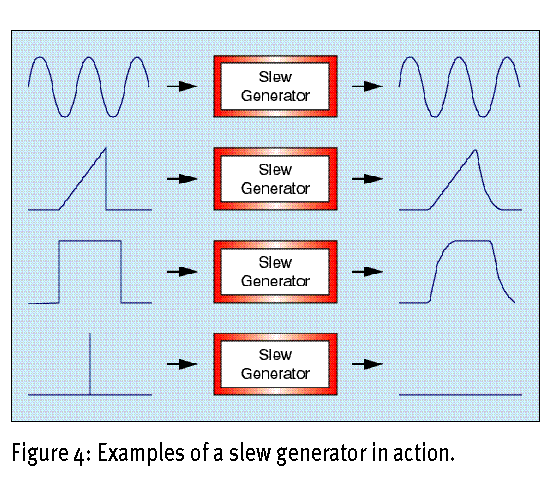 Slew
Generator
Slew
Generator
Slew
Generator
Slew
Generator
Figure 4: Examples of a slew generator in action.